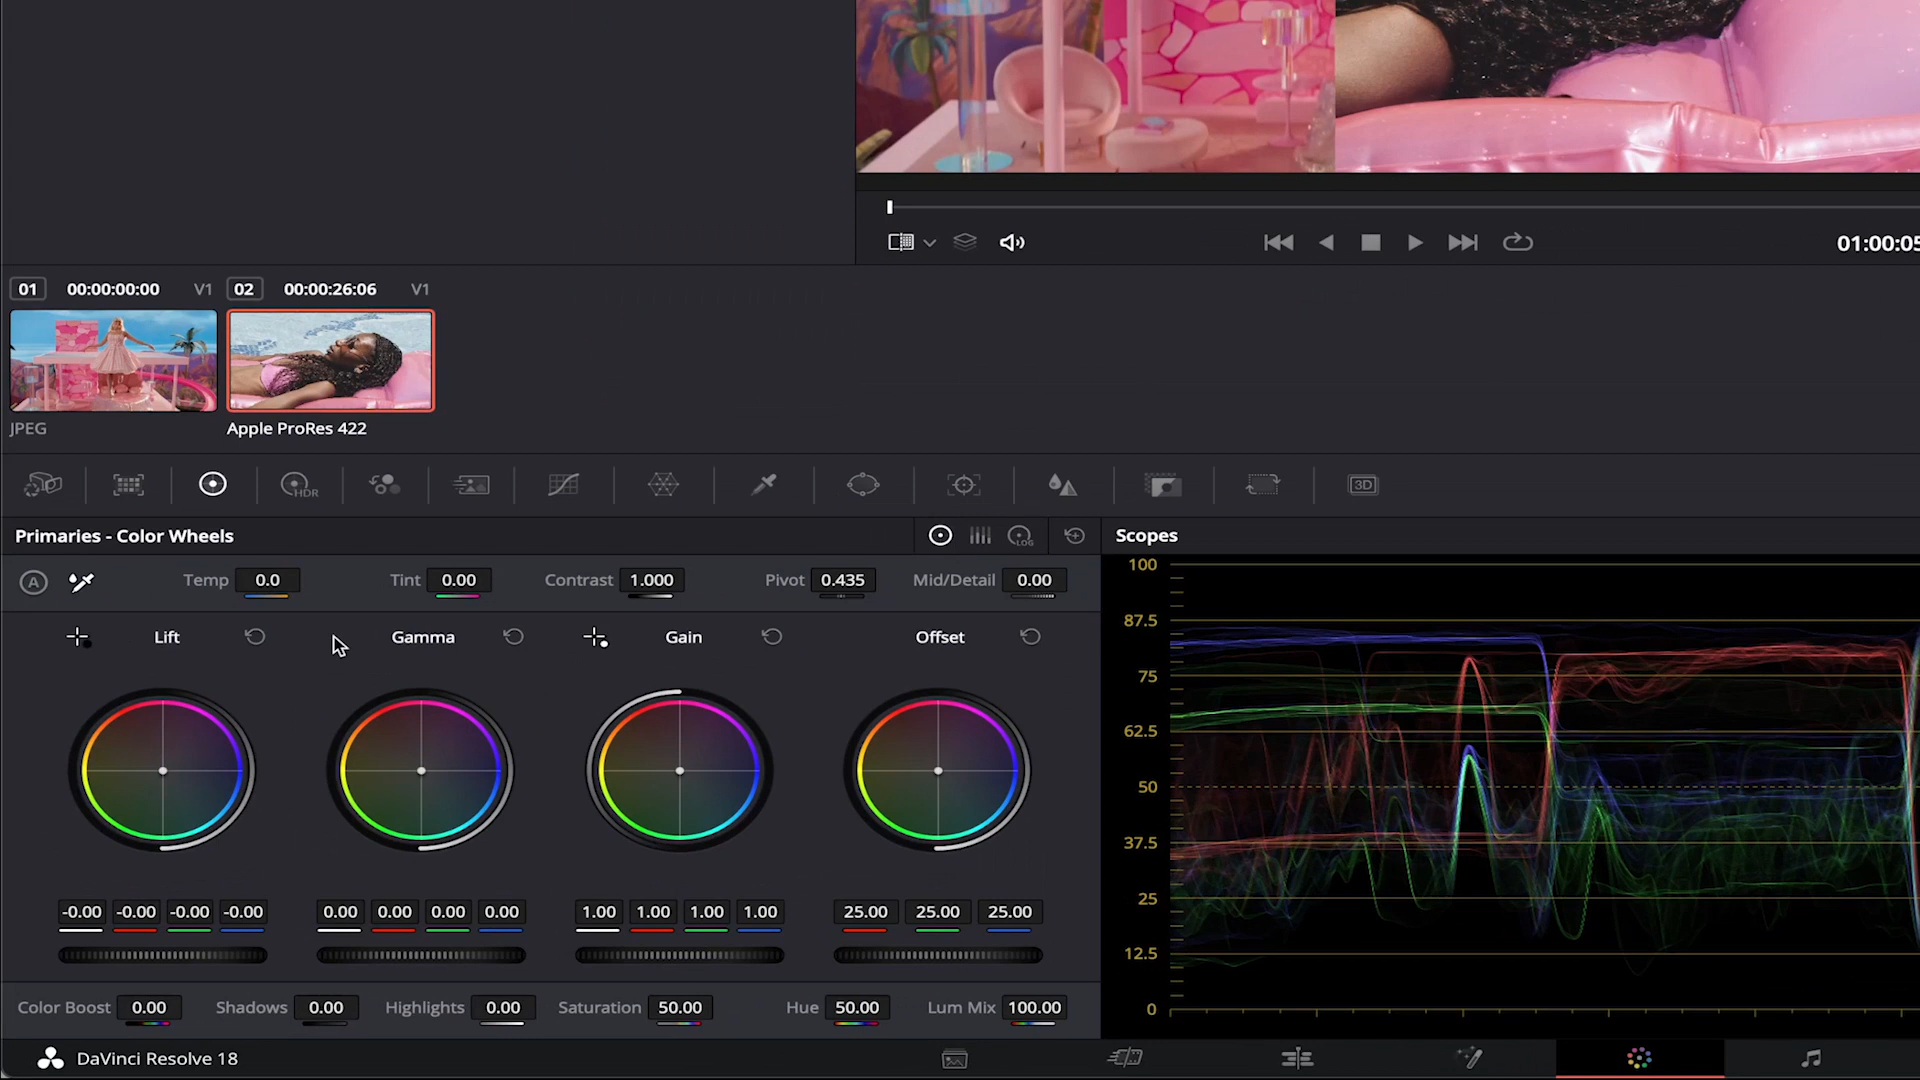 01:00:05
01 00:00:00:00 V1 02 00:00:26:06 V1
JPEG Apple ProRes 422
HDR 3D
Primaries - Color Wheels LOG Scopes
A Temp 0.0 Tint 0.00 Contrast 1.000 Pivot 0.435 Mid/Detail 0.00
Lift Gamma Gain Offset
-0.00 -0.00 -0.00 -0.00 0.00 0.00 0.00 0.00 1.00 1.00 1.00 1.00 25.00 25.00 25.00
Color Boost 0.00 Shadows 0.00 Highlights 0.00 Saturation 50.00 Hue 50.00 Lum Mix 100.00
100
87.5
75
62.5
50
37.5
25
12.5
0
DaVinci Resolve 18